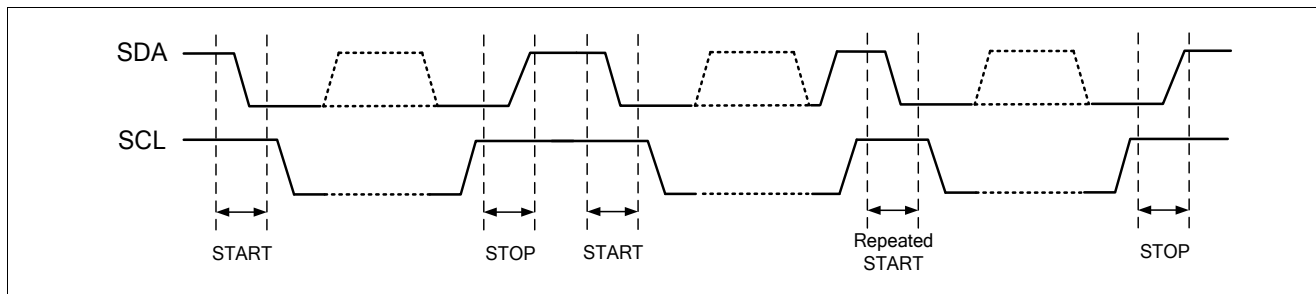 SDA
SCL
START
STOP
START
Repeated
START
STOP